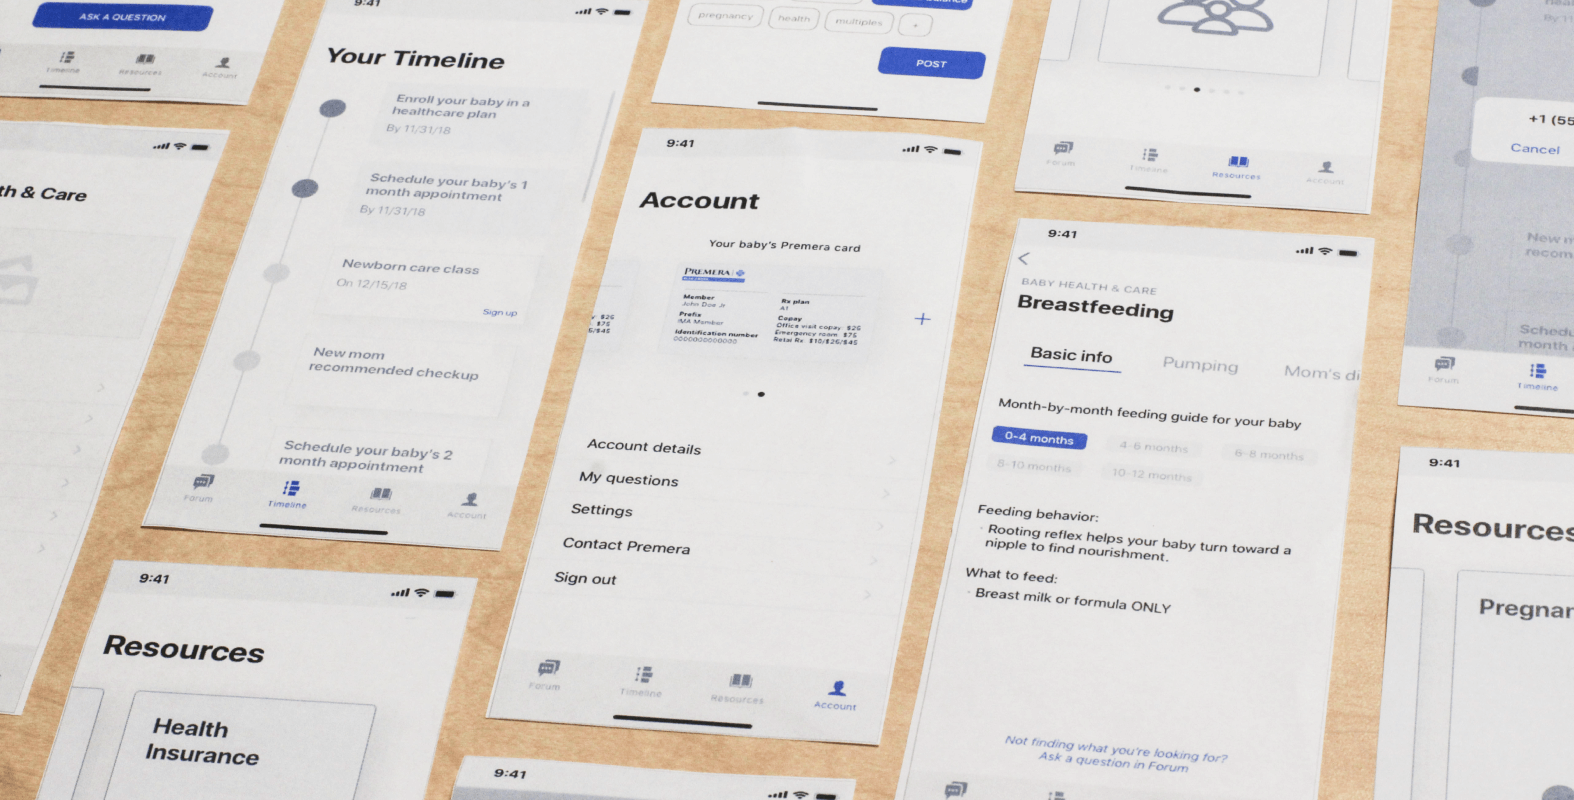 ASK A QUESTION
Timeline
Resources
Account
9:41
Your Timeline
Enroll your baby in a
healthcare plan
By 11/31/18
Schedule your baby's 1
month appointment
By 11/31/18
Newborn care class
On 12/15/18
Sign up
New mom
recommended checkup
Schedule your baby's 2
month appointment
Forum
Timeline
Resources
Account
pregnancy
health
multiples
+
POST
Forum
Timeline
Resources
Account
+1 (55
Cancel
New m
recom
Schedu
month
Forum
Timeline
th & Care
9:41
Account
Your baby's Premera card
PREMERA
Member
John Doe Jr
Prefix
IMA Member
Identification number
0000000000000
Rx plan
A1
Copay
Office visit copay $25
Emergency room $75
Retai Rx $10/$25/$45
$25
$75
5/$45
+
Account details
My questions
Settings
Contact Premera
Sign out
Forum
Timeline
Resources
Account
9:41
BABY HEALTH & CARE
Breastfeeding
Basic info
Pumping
Mom's di
Month-by-month feeding guide for your baby
0-4 months
4-6 months
6-8 months
8-10 months
10-12 months
Feeding behavior:
· Rooting reflex helps your baby turn toward a
nipple to find nourishment.
What to feed:
· Breast milk or formula ONLY
Not finding what you're looking for?
Ask a question in Forum
9:41
Resources
Pregnan
9:41
Resources
Health
Insurance
9:41